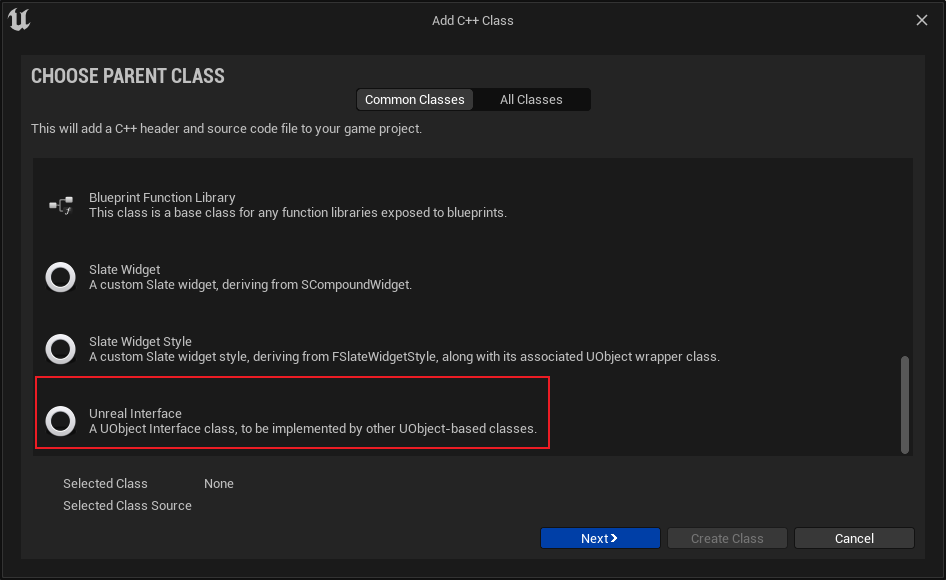 Add C++ Class
CHOOSE PARENT CLASS
Common Classes
All Classes
This will add a C++ header and source code file to your game project.
Blueprint Function Library
This class is a base class for any function libraries exposed to blueprints.
Slate Widget
A custom Slate widget, deriving from SCompoundWidget.
Slate Widget Style
A custom Slate widget style, deriving from FSlateWidgetStyle, along with its associated UObject wrapper class.
Unreal Interface
A UObject Interface class, to be implemented by other UObject-based classes.
Selected Class None
Selected Class Source
Next
Create Class
Cancel